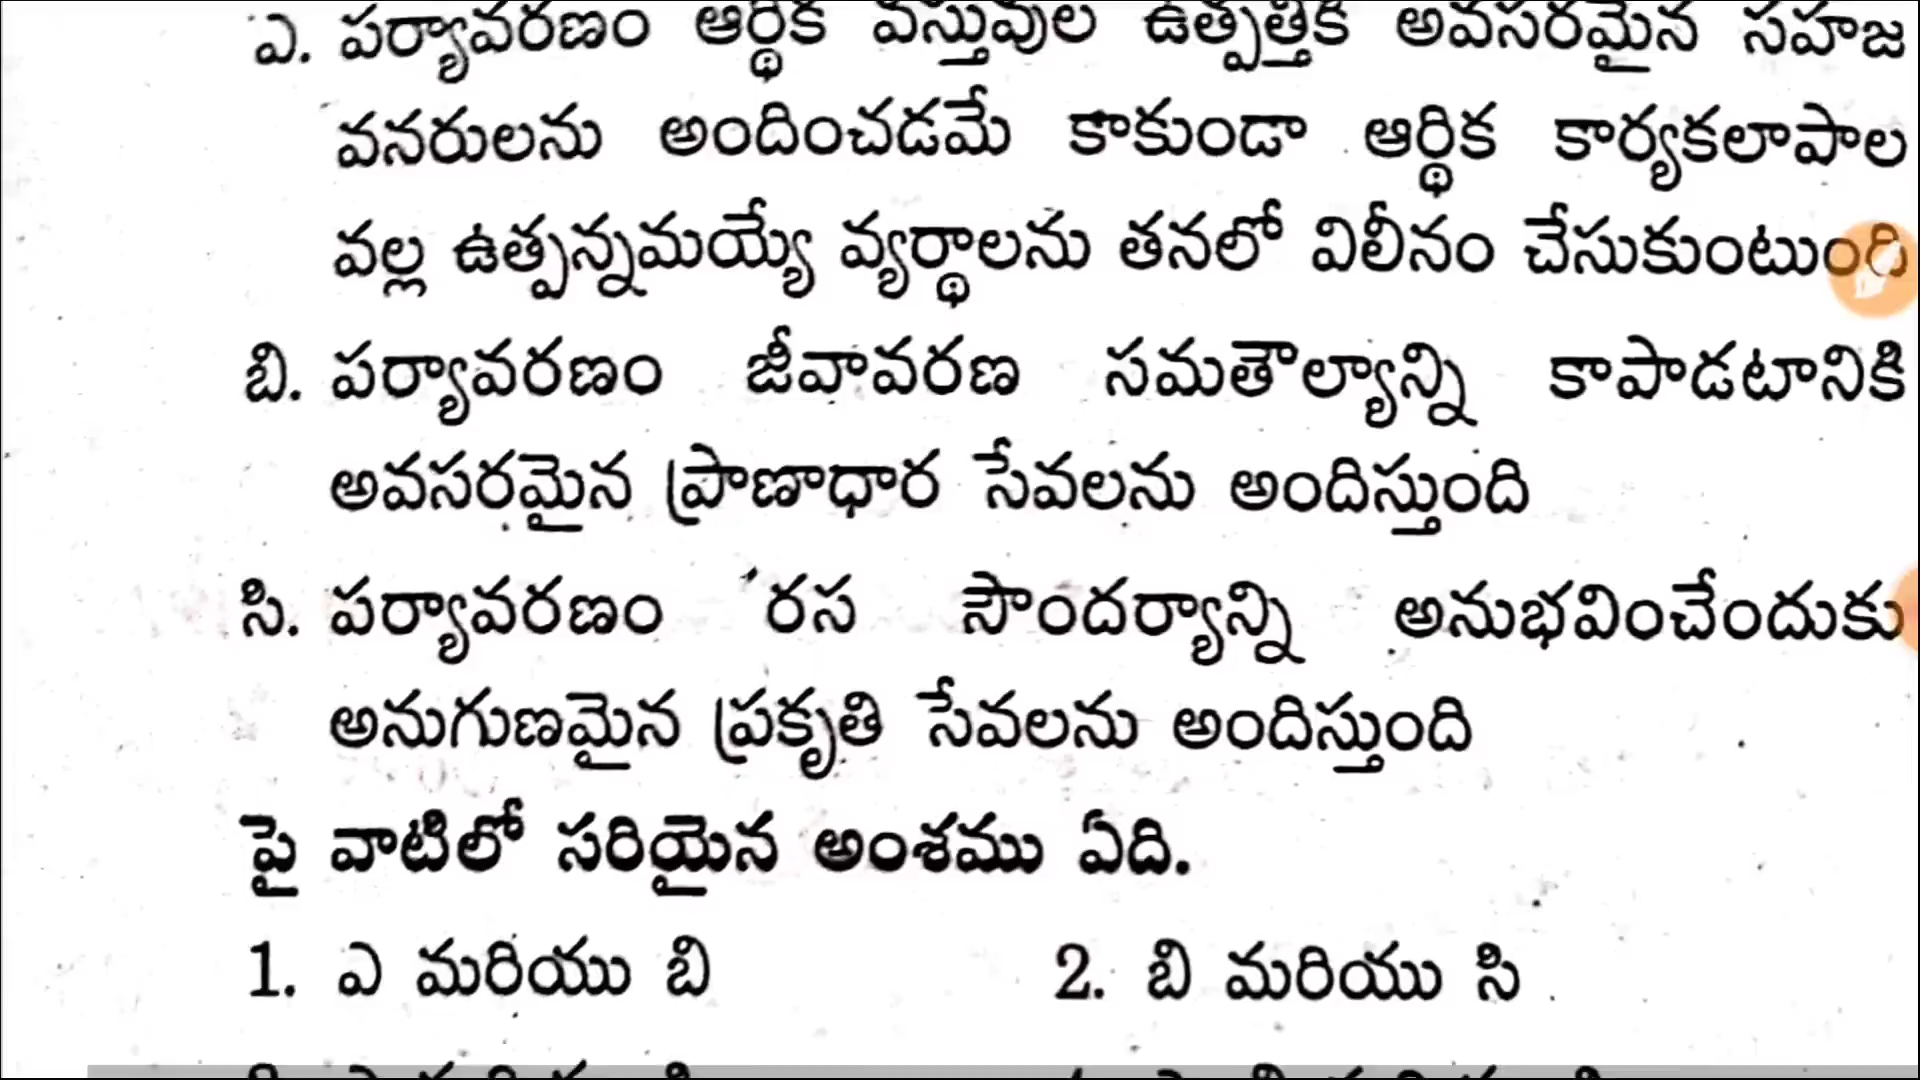 ఎ. పర్యావరణం ఆర్థిక వస్తువుల ఉత్పత్తికి అవసరమైన సహజ
వనరులను అందించడమే కాకుండా ఆర్థిక కార్యకలాపాల
వల్ల ఉత్పన్నమయ్యే వ్యర్థాలను తనలో విలీనం చేసుకుంటుంది
బి. పర్యావరణం జీవావరణ సమతౌల్యాన్ని కాపాడటానికి
అవసరమైన ప్రాణాధార సేవలను అందిస్తుంది
సి. పర్యావరణం రస సౌందర్యాన్ని అనుభవించేందుకు
అనుగుణమైన ప్రకృతి సేవలను అందిస్తుంది
పై వాటిలో సరియైన అంశము ఏది.
1. ఎ మరియు బి 2. బి మరియు సి